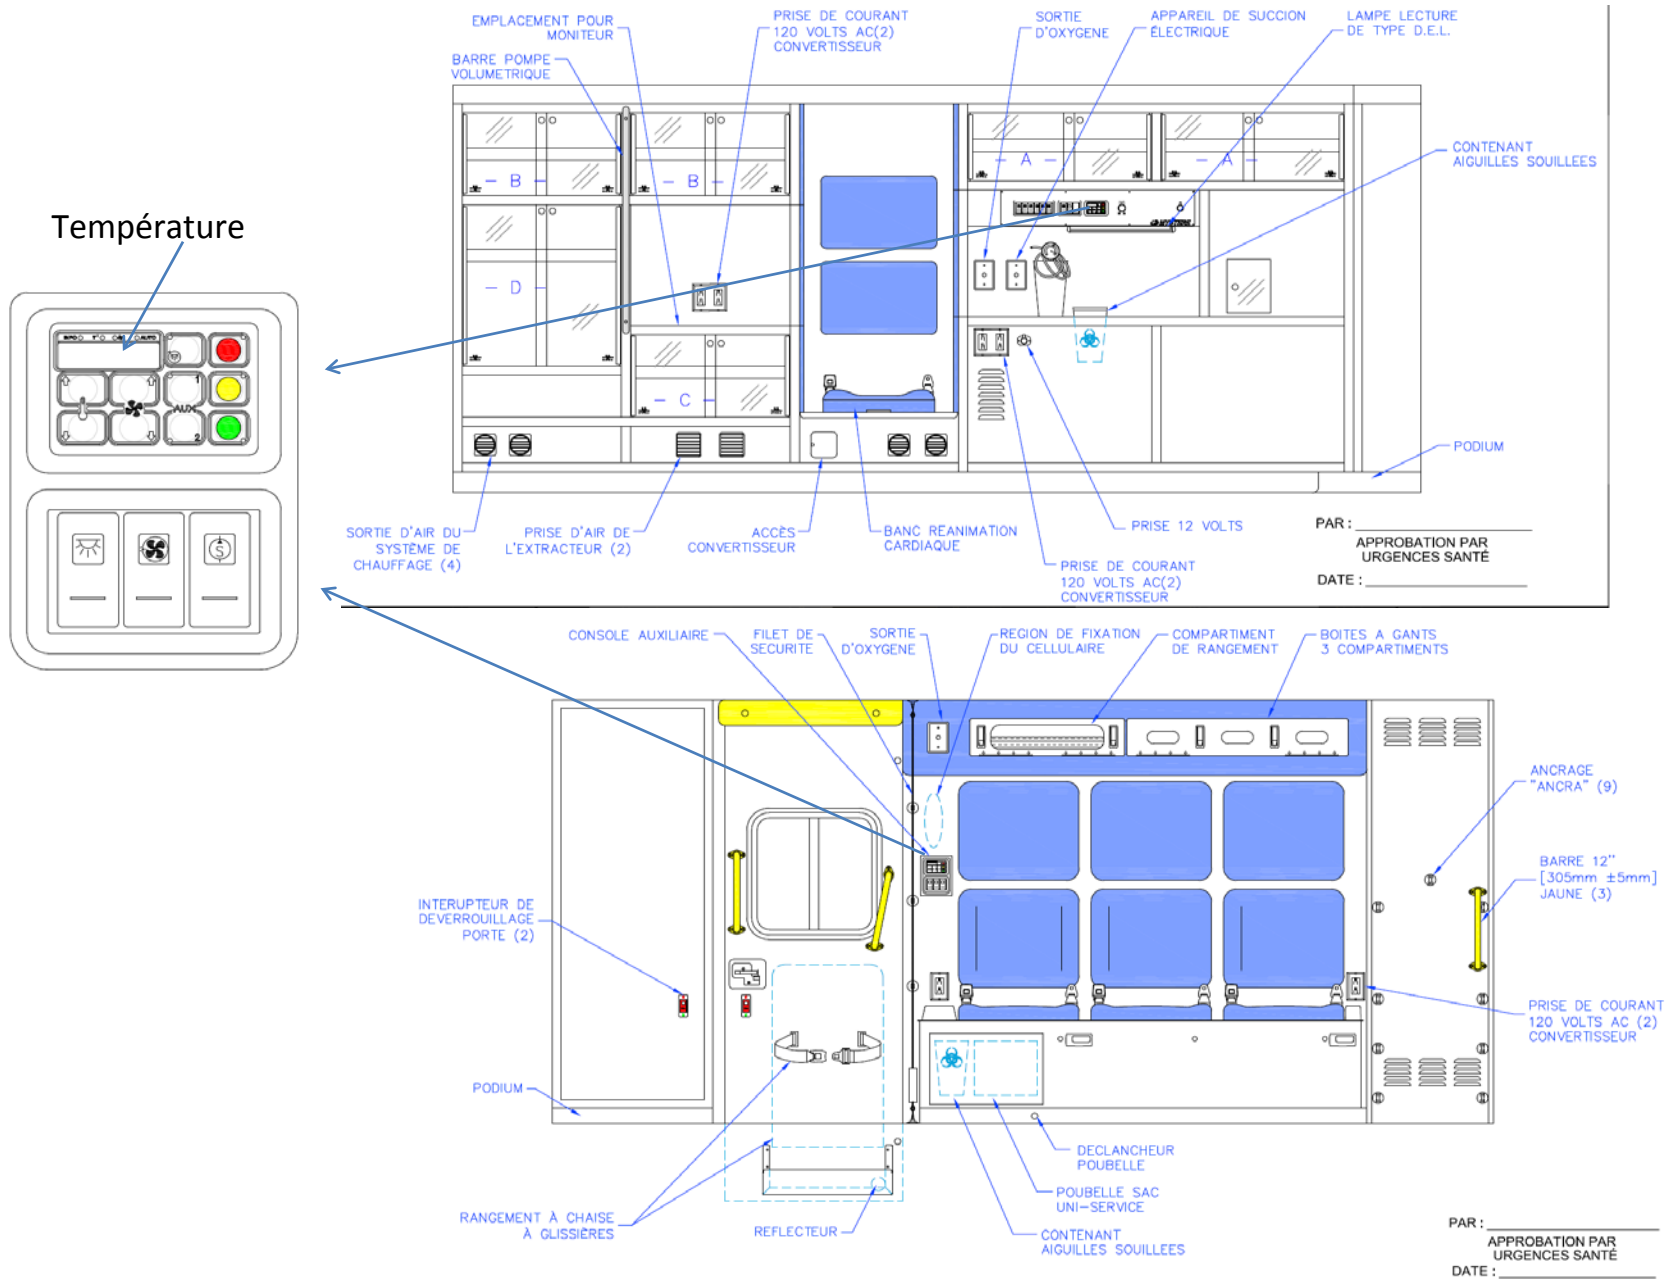 EMPLACEMENT POUR
MONITEUR
PRISE DE COURANT
120 VOLTS AC(2)
CONVERTISSEUR
SORTIE
D'OXYGENE
APPAREIL DE SUCCION
ÉLECTRIQUE
LAMPE LECTURE
DE TYPE D.E.L.
BARRE POMPE
VOLUMETRIQUE
CONTENANT
AIGUILLES SOUILLEES
- B -
- B -
- A -
- A -
- D -
- C -
Température
INFO
T°
AUTO
1
AUX
2
S
PODIUM
SORTIE D'AIR DU
SYSTÈME DE
CHAUFFAGE (4)
PRISE D'AIR DE
L'EXTRACTEUR (2)
ACCÈS
CONVERTISSEUR
BANC RÉANIMATION
CARDIAQUE
PRISE 12 VOLTS
PRISE DE COURANT
120 VOLTS AC(2)
CONVERTISSEUR
PAR :
APPROBATION PAR
URGENCES SANTÉ
DATE :
CONSOLE AUXILIAIRE
FILET DE
SECURITE
SORTIE
D'OXYGENE
REGION DE FIXATION
DU CELLULAIRE
COMPARTIMENT
DE RANGEMENT
BOITES A GANTS
3 COMPARTIMENTS
ANCRAGE
"ANCRA" (9)
BARRE 12"
[305mm ±5mm]
JAUNE (3)
INTERUPTEUR DE
DEVERROUILLAGE
PORTE (2)
PRISE DE COURANT
120 VOLTS AC (2)
CONVERTISSEUR
PODIUM
DECLANCHEUR
POUBELLE
POUBELLE SAC
UNI-SERVICE
CONTENANT
AIGUILLES SOUILLEES
RANGEMENT À CHAISE
À GLISSIÈRES
REFLECTEUR
PAR :
APPROBATION PAR
URGENCES SANTÉ
DATE :